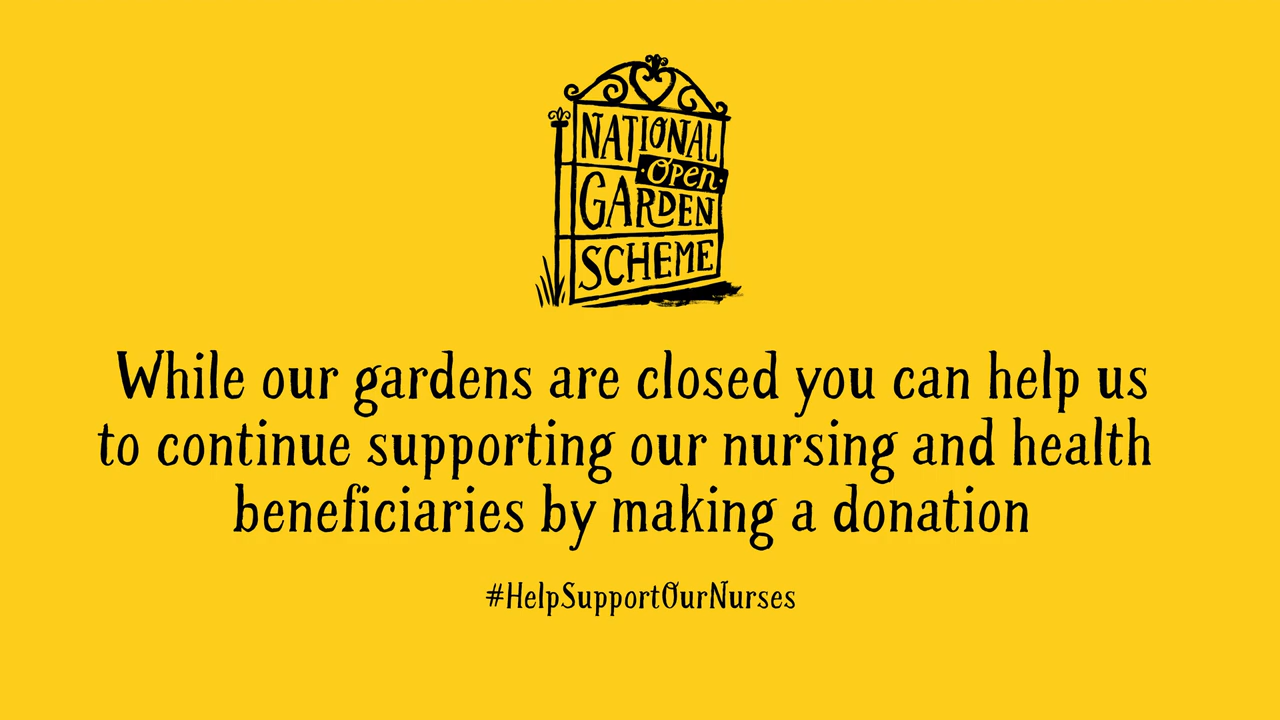 NATIONAL
·Open·
GARDEN
SCHEME
While our gardens are closed you can help us
to continue supporting our nursing and health
beneficiaries by making a donation
#HelpSupportOurNurses